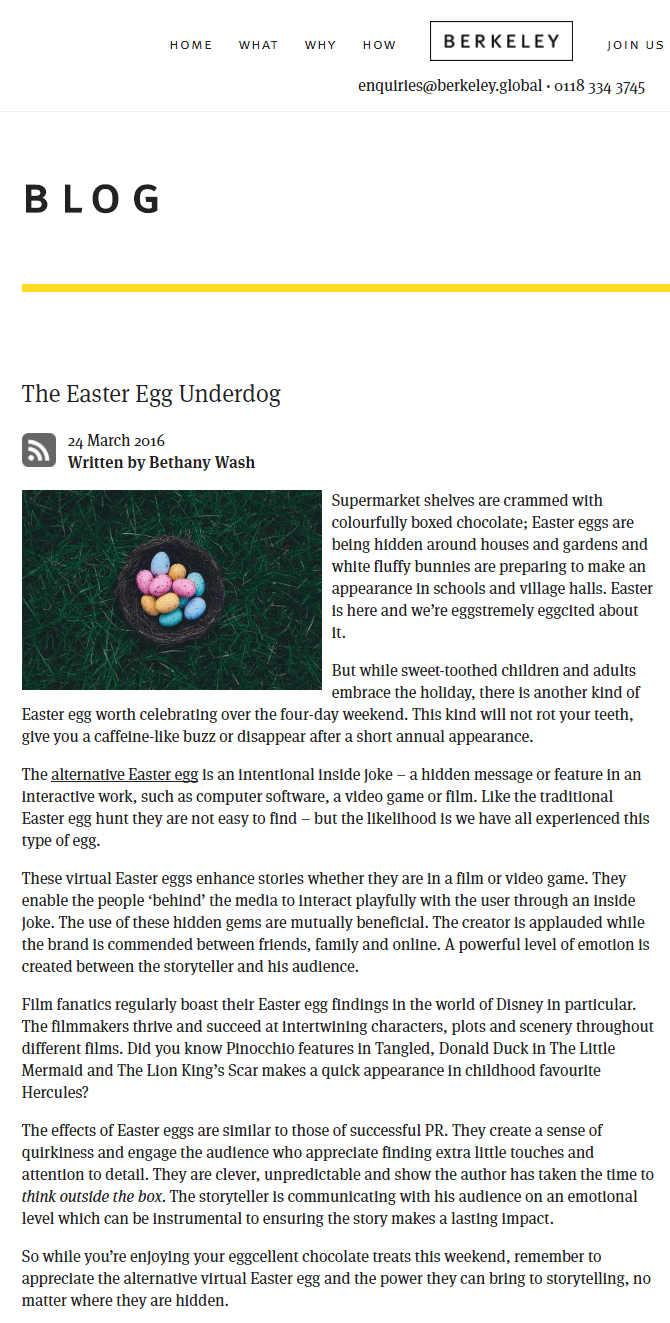 HOME WHAT WHY HOW BERKELEY JOIN US
enquiries@berkeley.global • 0118 334 3745
BLOG
The Easter Egg Underdog
24 March 2016
Written by Bethany Wash
Supermarket shelves are crammed with
colourfully boxed chocolate; Easter eggs are
being hidden around houses and gardens and
white fluffy bunnies are preparing to make an
appearance in schools and village halls. Easter
is here and we’re eggstremely eggcited about
it.
But while sweet-toothed children and adults
embrace the holiday, there is another kind of
Easter egg worth celebrating over the four-day weekend. This kind will not rot your teeth,
give you a caffeine-like buzz or disappear after a short annual appearance.
The alternative Easter egg is an intentional inside joke – a hidden message or feature in an
interactive work, such as computer software, a video game or film. Like the traditional
Easter egg hunt they are not easy to find – but the likelihood is we have all experienced this
type of egg.
These virtual Easter eggs enhance stories whether they are in a film or video game. They
enable the people ‘behind’ the media to interact playfully with the user through an inside
joke. The use of these hidden gems are mutually beneficial. The creator is applauded while
the brand is commended between friends, family and online. A powerful level of emotion is
created between the storyteller and his audience.
Film fanatics regularly boast their Easter egg findings in the world of Disney in particular.
The filmmakers thrive and succeed at intertwining characters, plots and scenery throughout
different films. Did you know Pinocchio features in Tangled, Donald Duck in The Little
Mermaid and The Lion King’s Scar makes a quick appearance in childhood favourite
Hercules?
The effects of Easter eggs are similar to those of successful PR. They create a sense of
quirkiness and engage the audience who appreciate finding extra little touches and
attention to detail. They are clever, unpredictable and show the author has taken the time to
think outside the box. The storyteller is communicating with his audience on an emotional
level which can be instrumental to ensuring the story makes a lasting impact.
So while you’re enjoying your eggcellent chocolate treats this weekend, remember to
appreciate the alternative virtual Easter egg and the power they can bring to storytelling, no
matter where they are hidden.